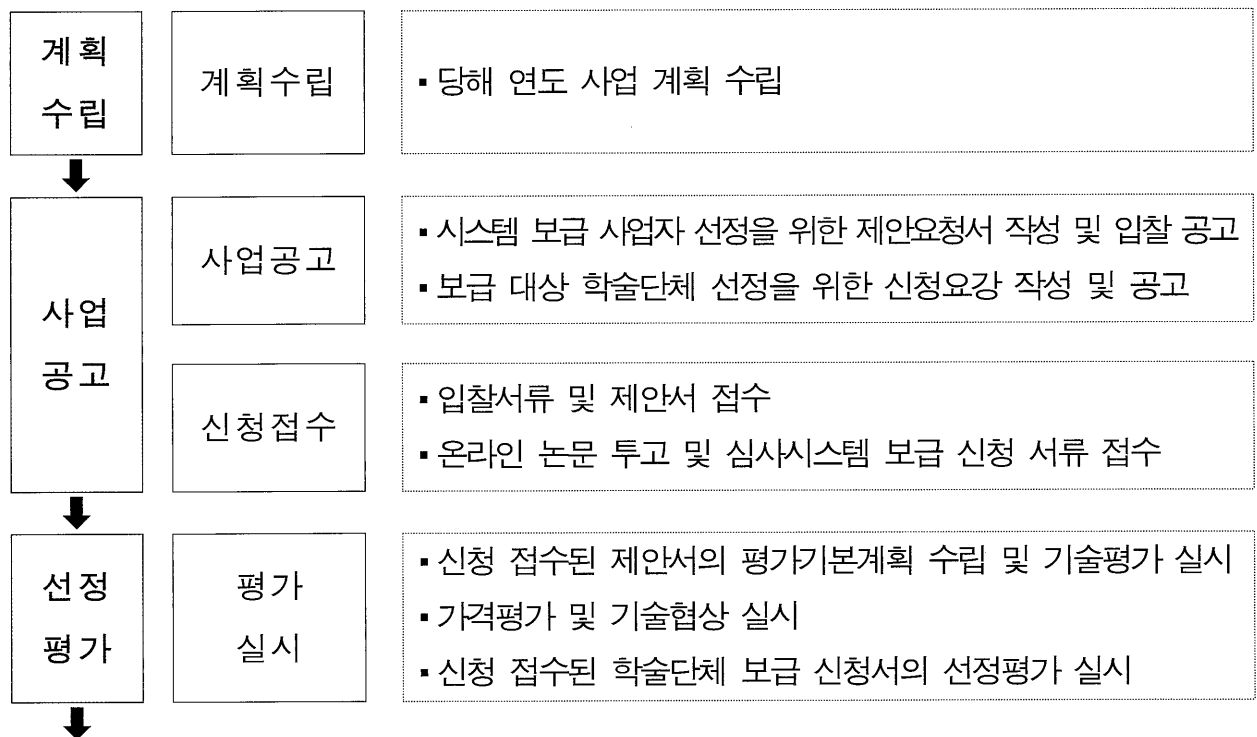 계획
수립
계획수립
▪ 당해 연도 사업 계획 수립
사업
공고
사업공고
▪ 시스템 보급 사업자 선정을 위한 제안요청서 작성 및 입찰 공고
▪ 보급 대상 학술단체 선정을 위한 신청요강 작성 및 공고
신청접수
▪ 입찰서류 및 제안서 접수
▪ 온라인 논문 투고 및 심사시스템 보급 신청 서류 접수
선정
평가
평가
실시
▪ 신청 접수된 제안서의 평가기본계획 수립 및 기술평가 실시
▪ 가격평가 및 기술협상 실시
▪ 신청 접수된 학술단체 보급 신청서의 선정평가 실시